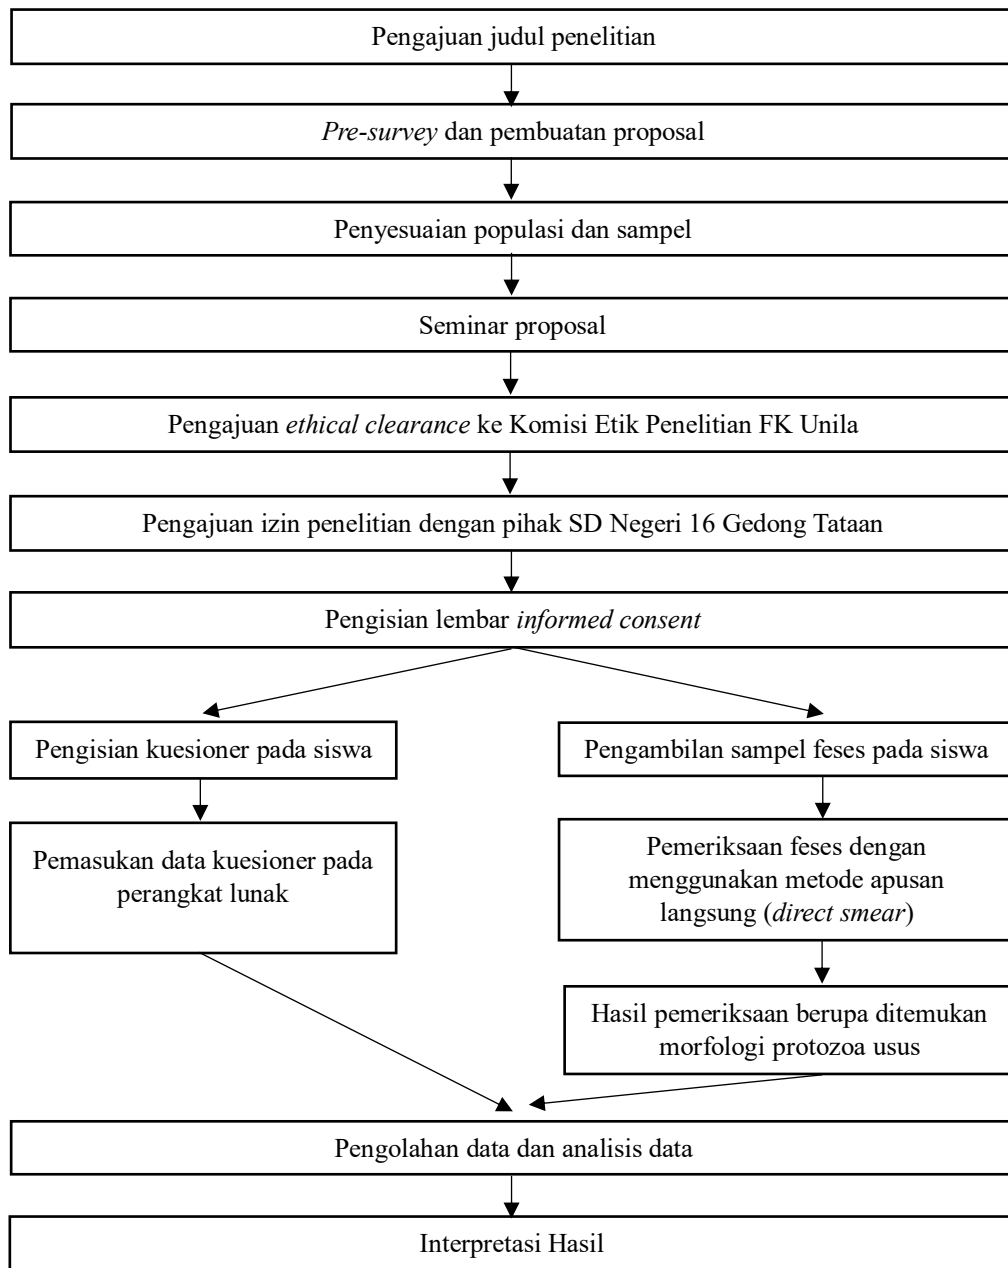 Pengajuan judul penelitian
Pre-survey dan pembuatan proposal
Penyesuaian populasi dan sampel
Seminar proposal
Pengajuan ethical clearance ke Komisi Etik Penelitian FK Unila
Pengajuan izin penelitian dengan pihak SD Negeri 16 Gedong Tataan
Pengisian lembar informed consent
Pengisian kuesioner pada siswa
Pemasukan data kuesioner pada
perangkat lunak
Pengambilan sampel feses pada siswa
Pemeriksaan feses dengan
menggunakan metode apusan
langsung (direct smear)
Hasil pemeriksaan berupa ditemukan
morfologi protozoa usus
Pengolahan data dan analisis data
Interpretasi Hasil